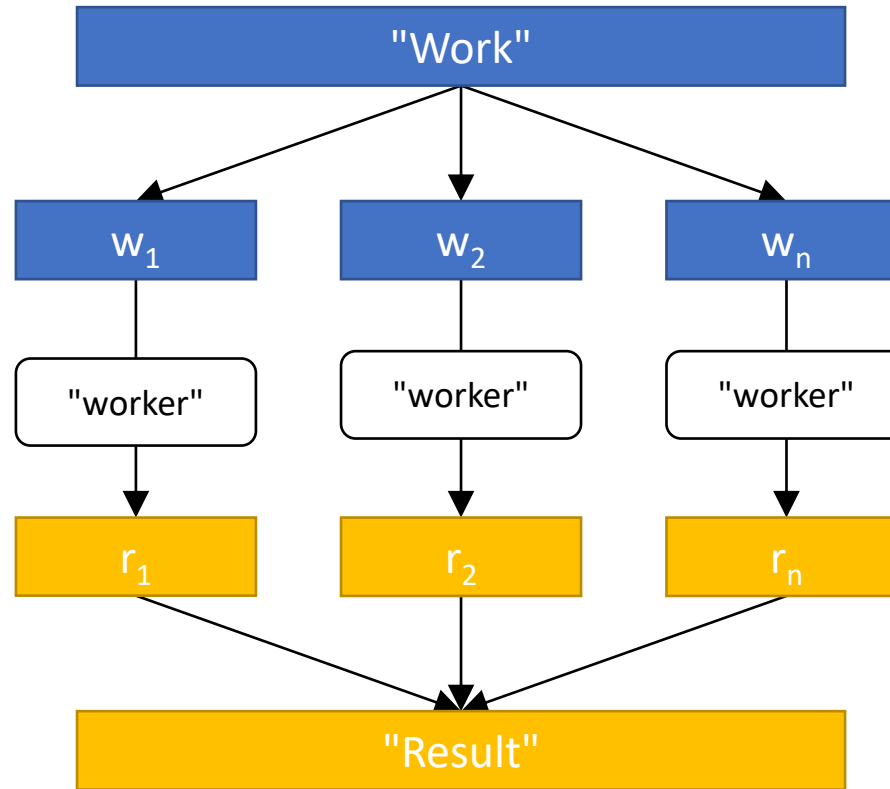 "Work"
w₁ w₂ wₙ
"worker" "worker" "worker"
r₁ r₂ rₙ
"Result"